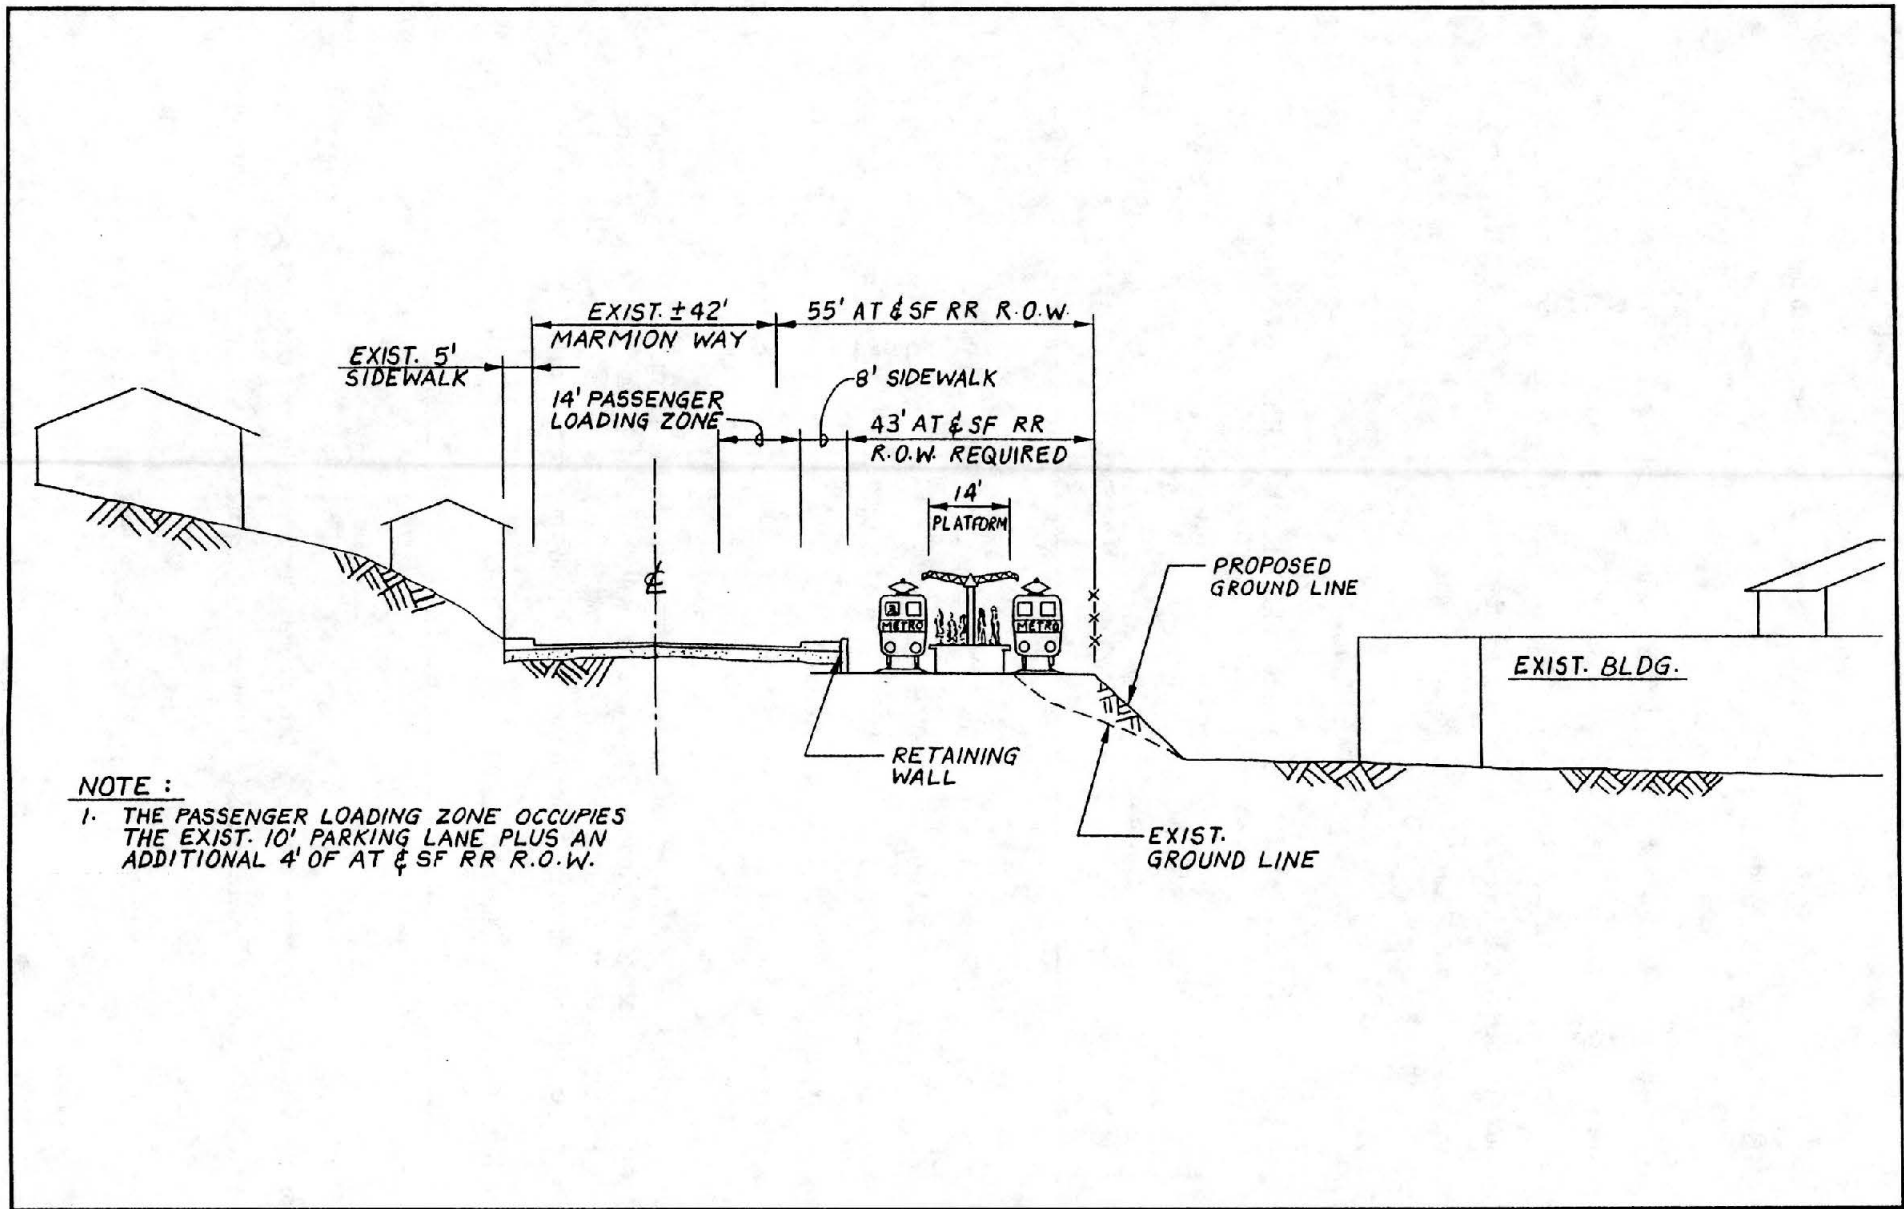 EXIST. ±42'
MARMION WAY
55' AT & SF RR R.O.W.
EXIST. 5'
SIDEWALK
14' PASSENGER
LOADING ZONE
8' SIDEWALK
43' AT & SF RR
R.O.W. REQUIRED
14'
PLATFORM
℄
METRO
METRO
PROPOSED
GROUND LINE
EXIST. BLDG.
RETAINING
WALL
EXIST.
GROUND LINE
NOTE :
1. THE PASSENGER LOADING ZONE OCCUPIES
THE EXIST. 10' PARKING LANE PLUS AN
ADDITIONAL 4' OF AT & SF RR R.O.W.